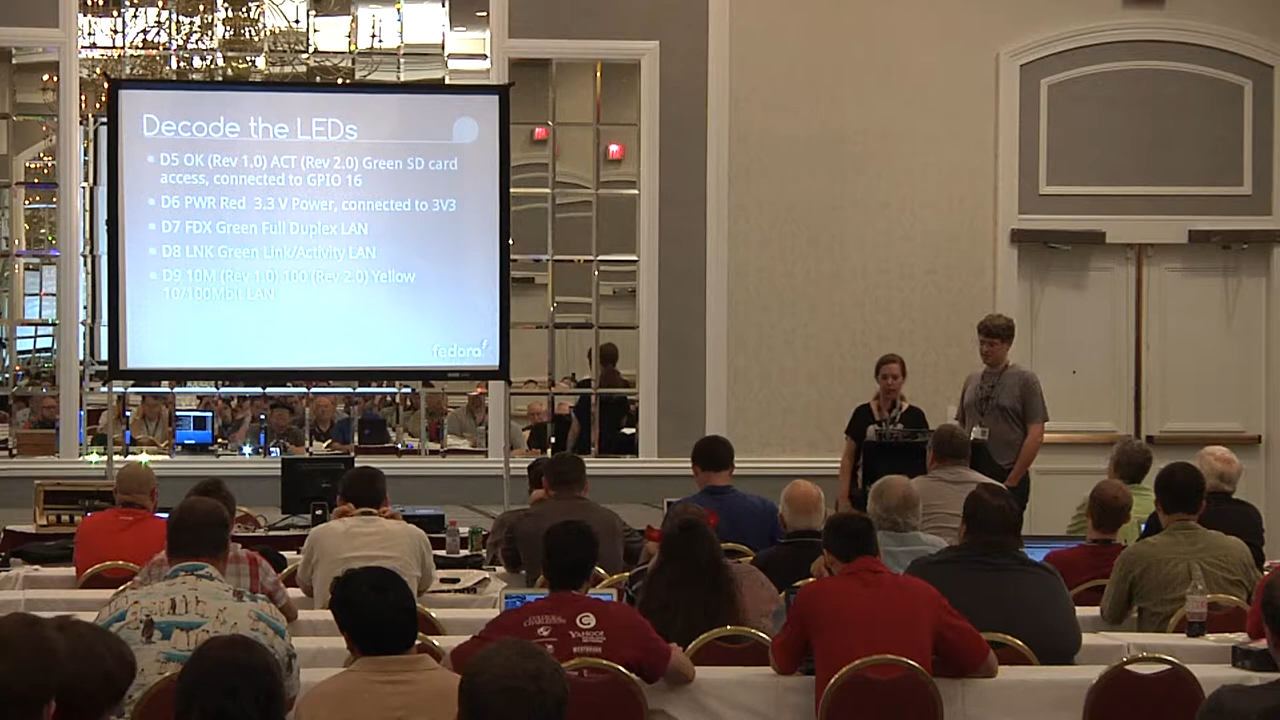 Decode the LEDs
D5 OK (Rev 1.0) ACT (Rev 2.0) Green SD card
access, connected to GPIO 16
D6 PWR Red 3.3 V Power, connected to 3V3
D7 FDX Green Full Duplex LAN
D8 LNK Green Link/Activity LAN
D9 10M (Rev 1.0) 100 (Rev 2.0) Yellow
10/100Mbit LAN
fedora
YAHOO!